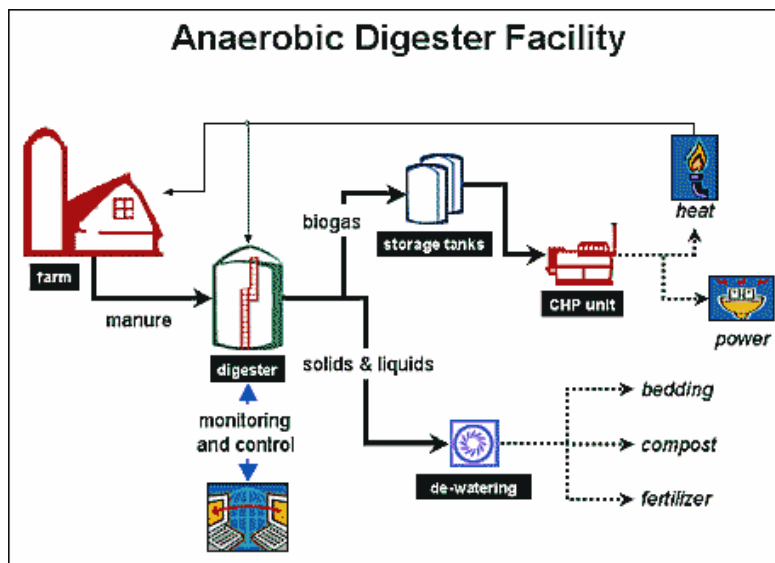 Anaerobic Digester Facility
heat
biogas
storage tanks
farm
CHP unit
manure
power
digester
solids & liquids
monitoring
and control
bedding
compost
de-watering
fertilizer